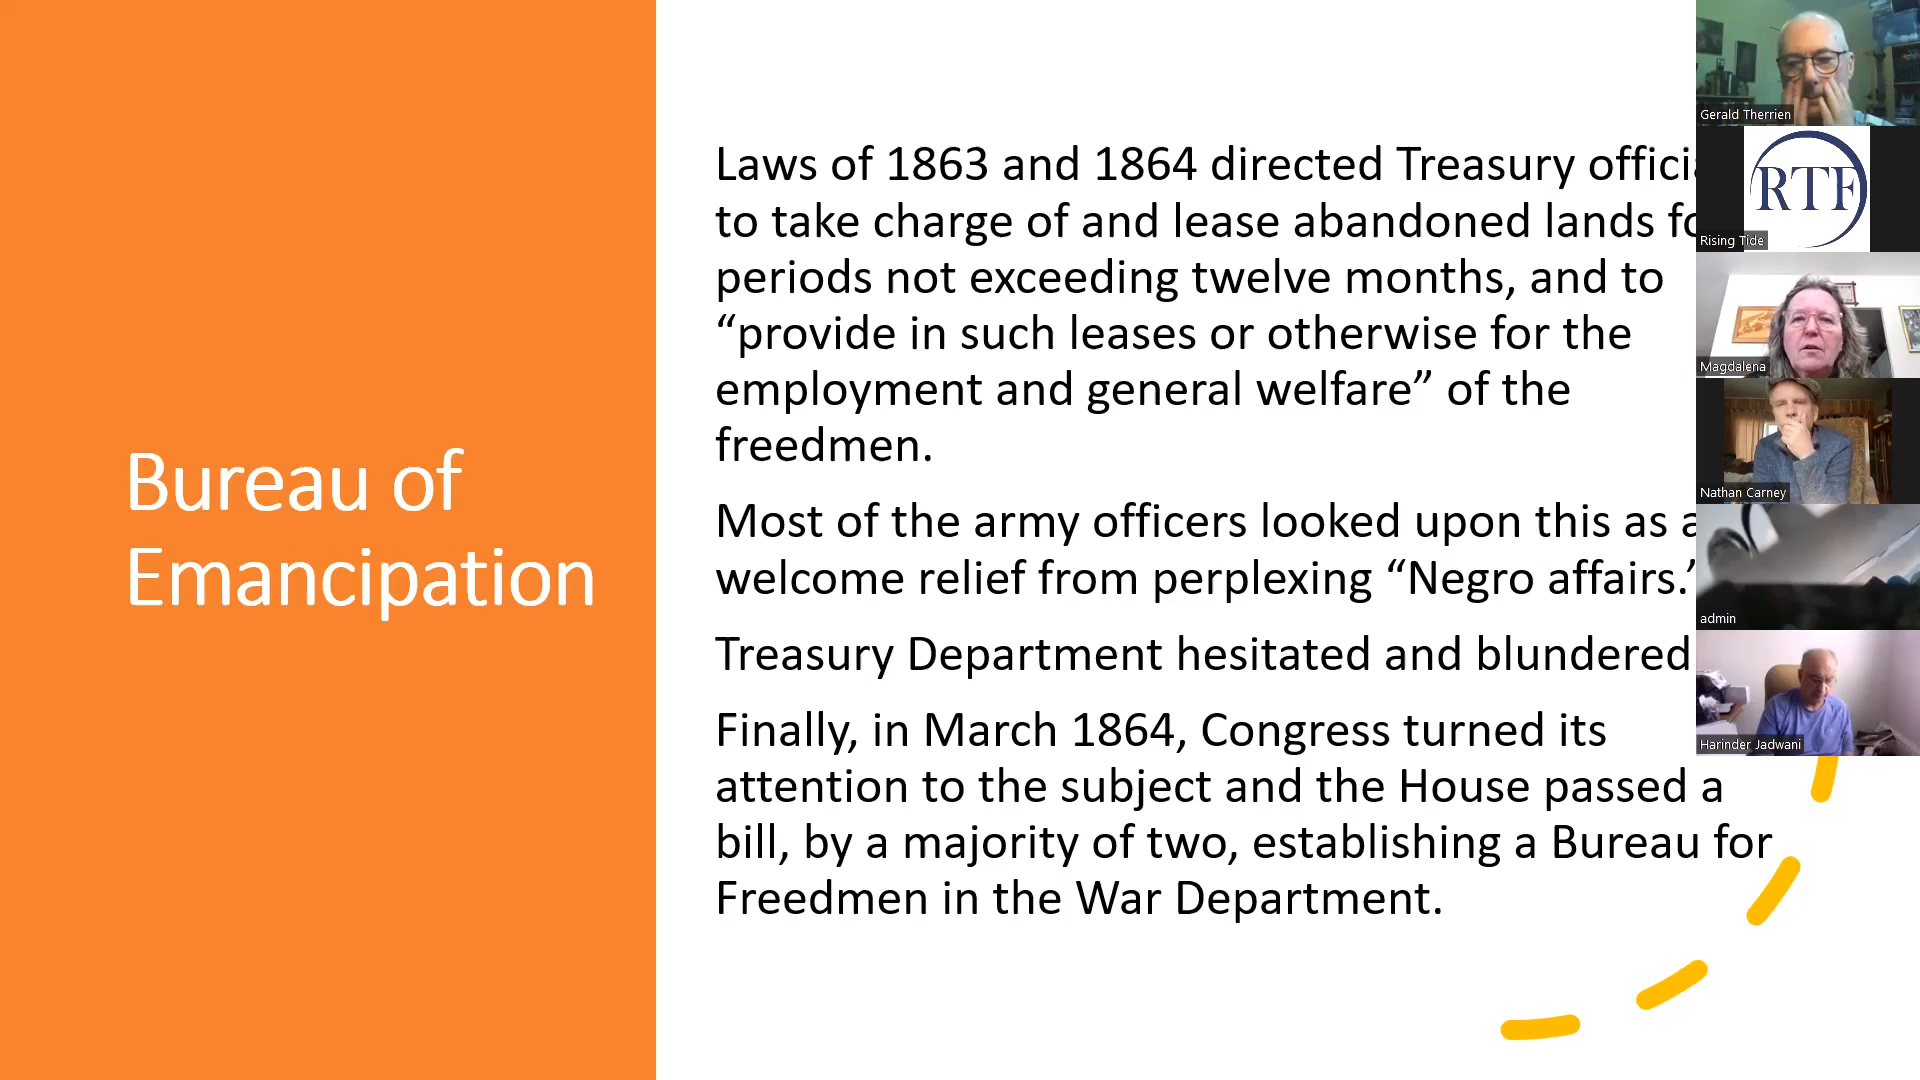 Bureau of
Emancipation
Laws of 1863 and 1864 directed Treasury offici
to take charge of and lease abandoned lands fo
periods not exceeding twelve months, and to
“provide in such leases or otherwise for the
employment and general welfare” of the
freedmen.
Most of the army officers looked upon this as a
welcome relief from perplexing “Negro affairs.”
Treasury Department hesitated and blundered
Finally, in March 1864, Congress turned its
attention to the subject and the House passed a
bill, by a majority of two, establishing a Bureau for
Freedmen in the War Department.
Gerald Therrien
RTF
Rising Tide
Magdalena
Nathan Carney
admin
Harinder Jadwani